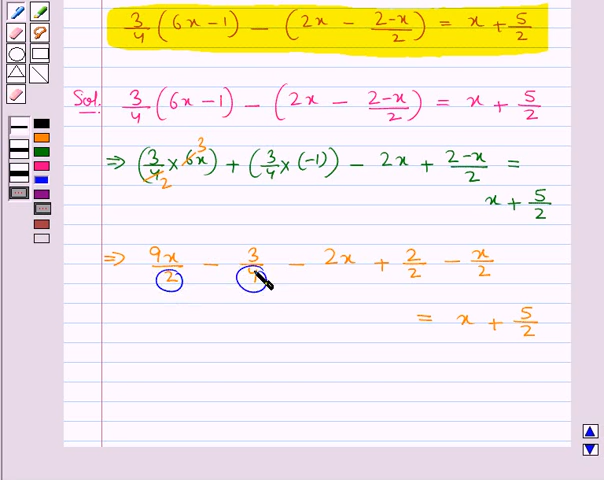 3/4 (6x-1) - (2x - 2-x/2) = x + 5/2
Sol. 3/4 (6x-1) - (2x - 2-x/2) = x + 5/2
⇒ (3/4 2 × 6x 3) + (3/4 × (-1)) - 2x + 2-x/2 =
x + 5/2
⇒ 9x/2 - 3/4 - 2x + 2/2 - x/2
= x + 5/2